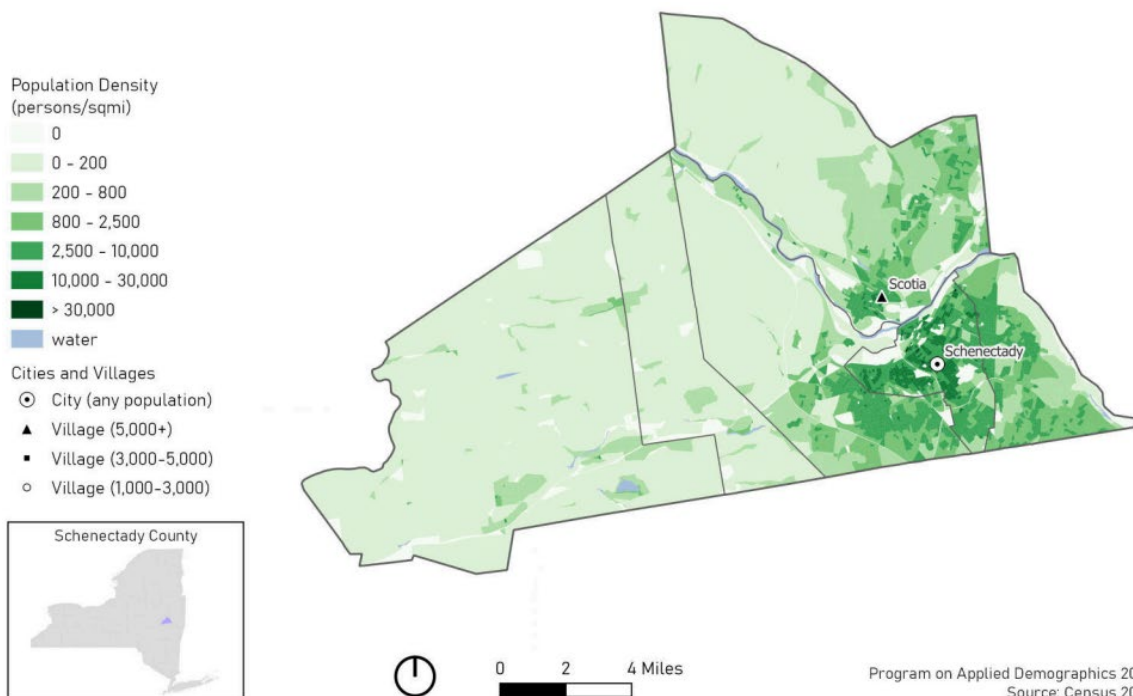 Population Density
(persons/sqmi)
0
0 - 200
200 - 800
800 - 2,500
2,500 - 10,000
10,000 - 30,000
> 30,000
water
Cities and Villages
City (any population)
Village (5,000+)
Village (3,000-5,000)
Village (1,000-3,000)
Schenectady County
Scotia
Schenectady
0 2 4 Miles
Program on Applied Demographics 20
Source: Census 20